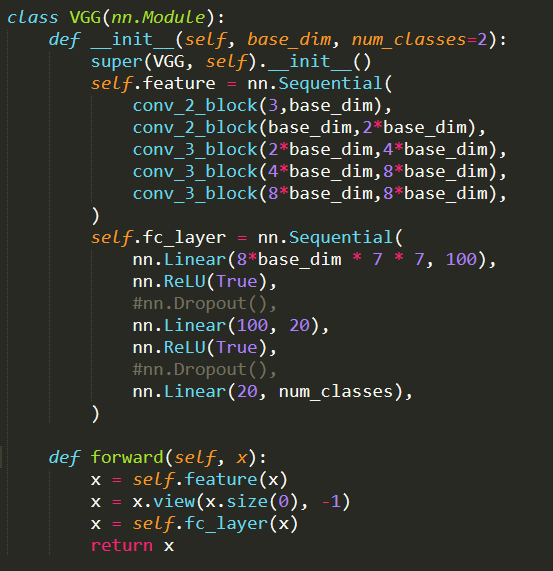 class VGG(nn.Module):
    def __init__(self, base_dim, num_classes=2):
        super(VGG, self).__init__()
        self.feature = nn.Sequential(
            conv_2_block(3,base_dim),
            conv_2_block(base_dim,2*base_dim),
            conv_3_block(2*base_dim,4*base_dim),
            conv_3_block(4*base_dim,8*base_dim),
            conv_3_block(8*base_dim,8*base_dim),
        )
        self.fc_layer = nn.Sequential(
            nn.Linear(8*base_dim * 7 * 7, 100),
            nn.ReLU(True),
            #nn.Dropout(),
            nn.Linear(100, 20),
            nn.ReLU(True),
            #nn.Dropout(),
            nn.Linear(20, num_classes),
        )

    def forward(self, x):
        x = self.feature(x)
        x = x.view(x.size(0), -1)
        x = self.fc_layer(x)
        return x